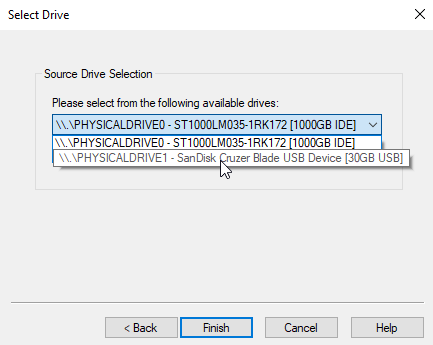 Select Drive
Source Drive Selection
Please select from the following available drives:
\\.\PHYSICALDRIVE0 - ST1000LM035-1RK172 [1000GB IDE]
\\.\PHYSICALDRIVE0 - ST1000LM035-1RK172 [1000GB IDE]
\\.\PHYSICALDRIVE1 - SanDisk Cruzer Blade USB Device [30GB USB]
< Back
Finish
Cancel
Help